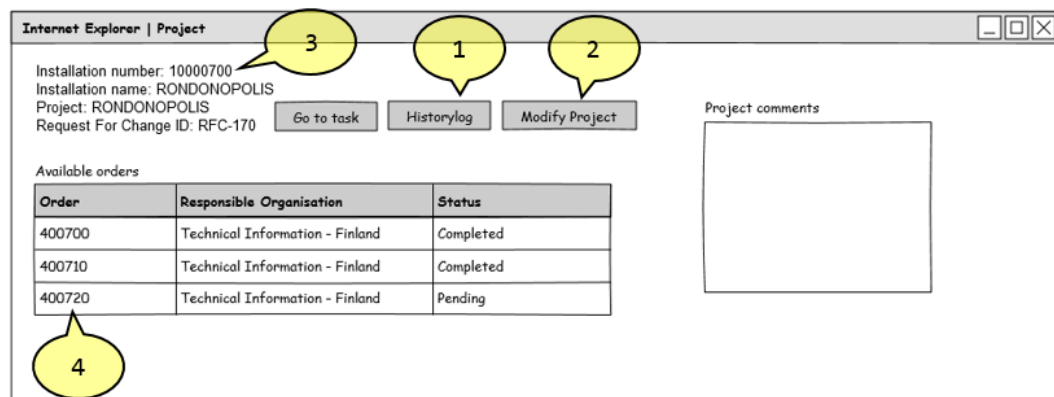 Internet Explorer | Project
3
1
2
Installation number: 10000700
Installation name: RONDONOPOLIS
Project: RONDONOPOLIS
Request For Change ID: RFC-170
Go to task
Historylog
Modify Project
Project comments
Available orders
Order Responsible Organisation Status
400700 Technical Information - Finland Completed
400710 Technical Information - Finland Completed
400720 Technical Information - Finland Pending
4